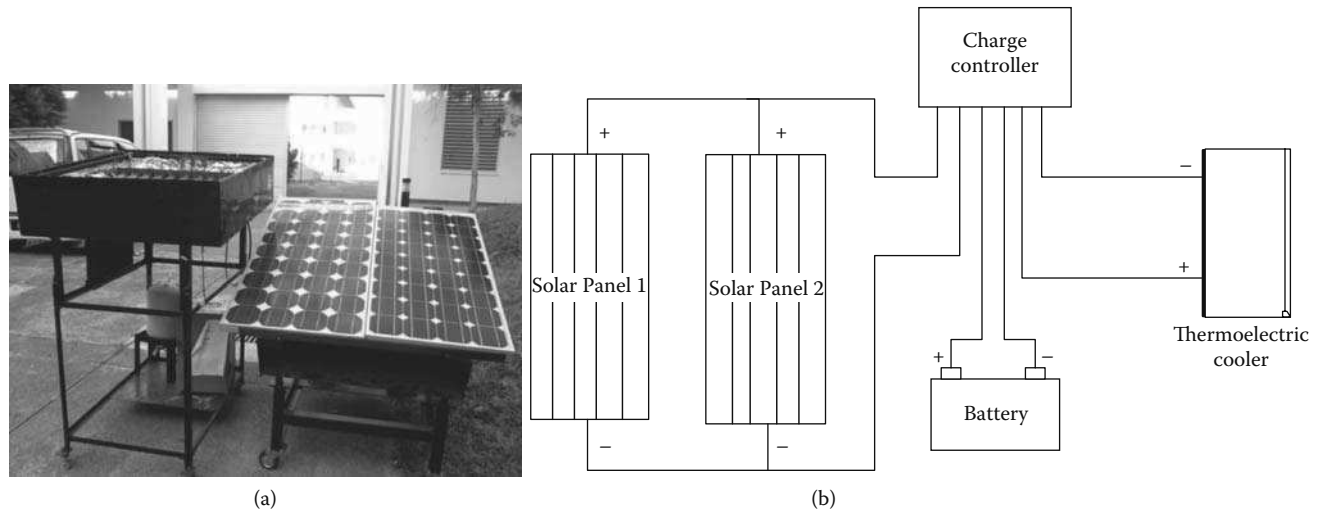 Charge
controller
+
+
−
Solar Panel 1
Solar Panel 2
+
Thermoelectric
cooler
+
−
Battery
−
−
(a)
(b)